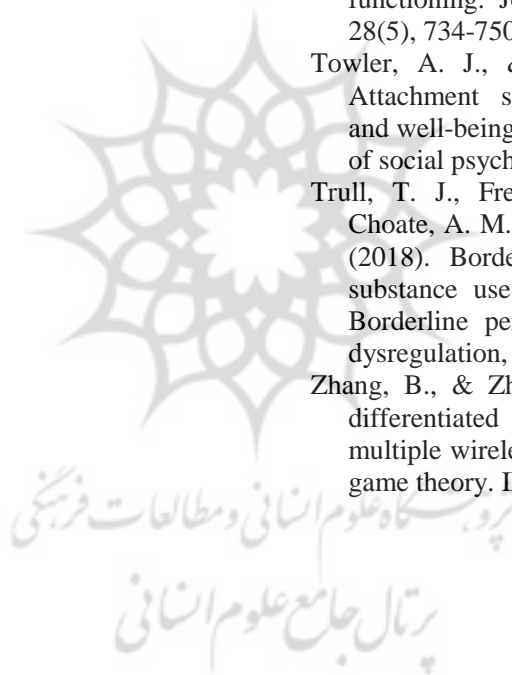 functioning. J
28(5), 734-750
Towler, A. J., &
Attachment s
and well-being
of social psych
Trull, T. J., Fre
Choate, A. M.
(2018). Borde
substance use
Borderline pe
dysregulation,
Zhang, B., & Zh
differentiated
multiple wirele
game theory. I
پژوهشگاه علوم انسانی و مطالعات فرهنگی
پرتال جامع علوم انسانی